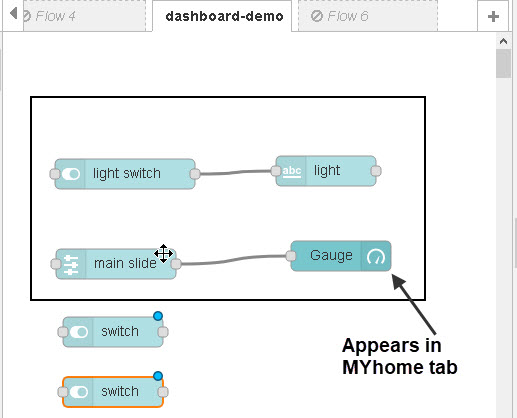 Flow 4
dashboard-demo
Flow 6
+
light switch
abc
light
main slide
Gauge
switch
switch
Appears in
MYhome tab